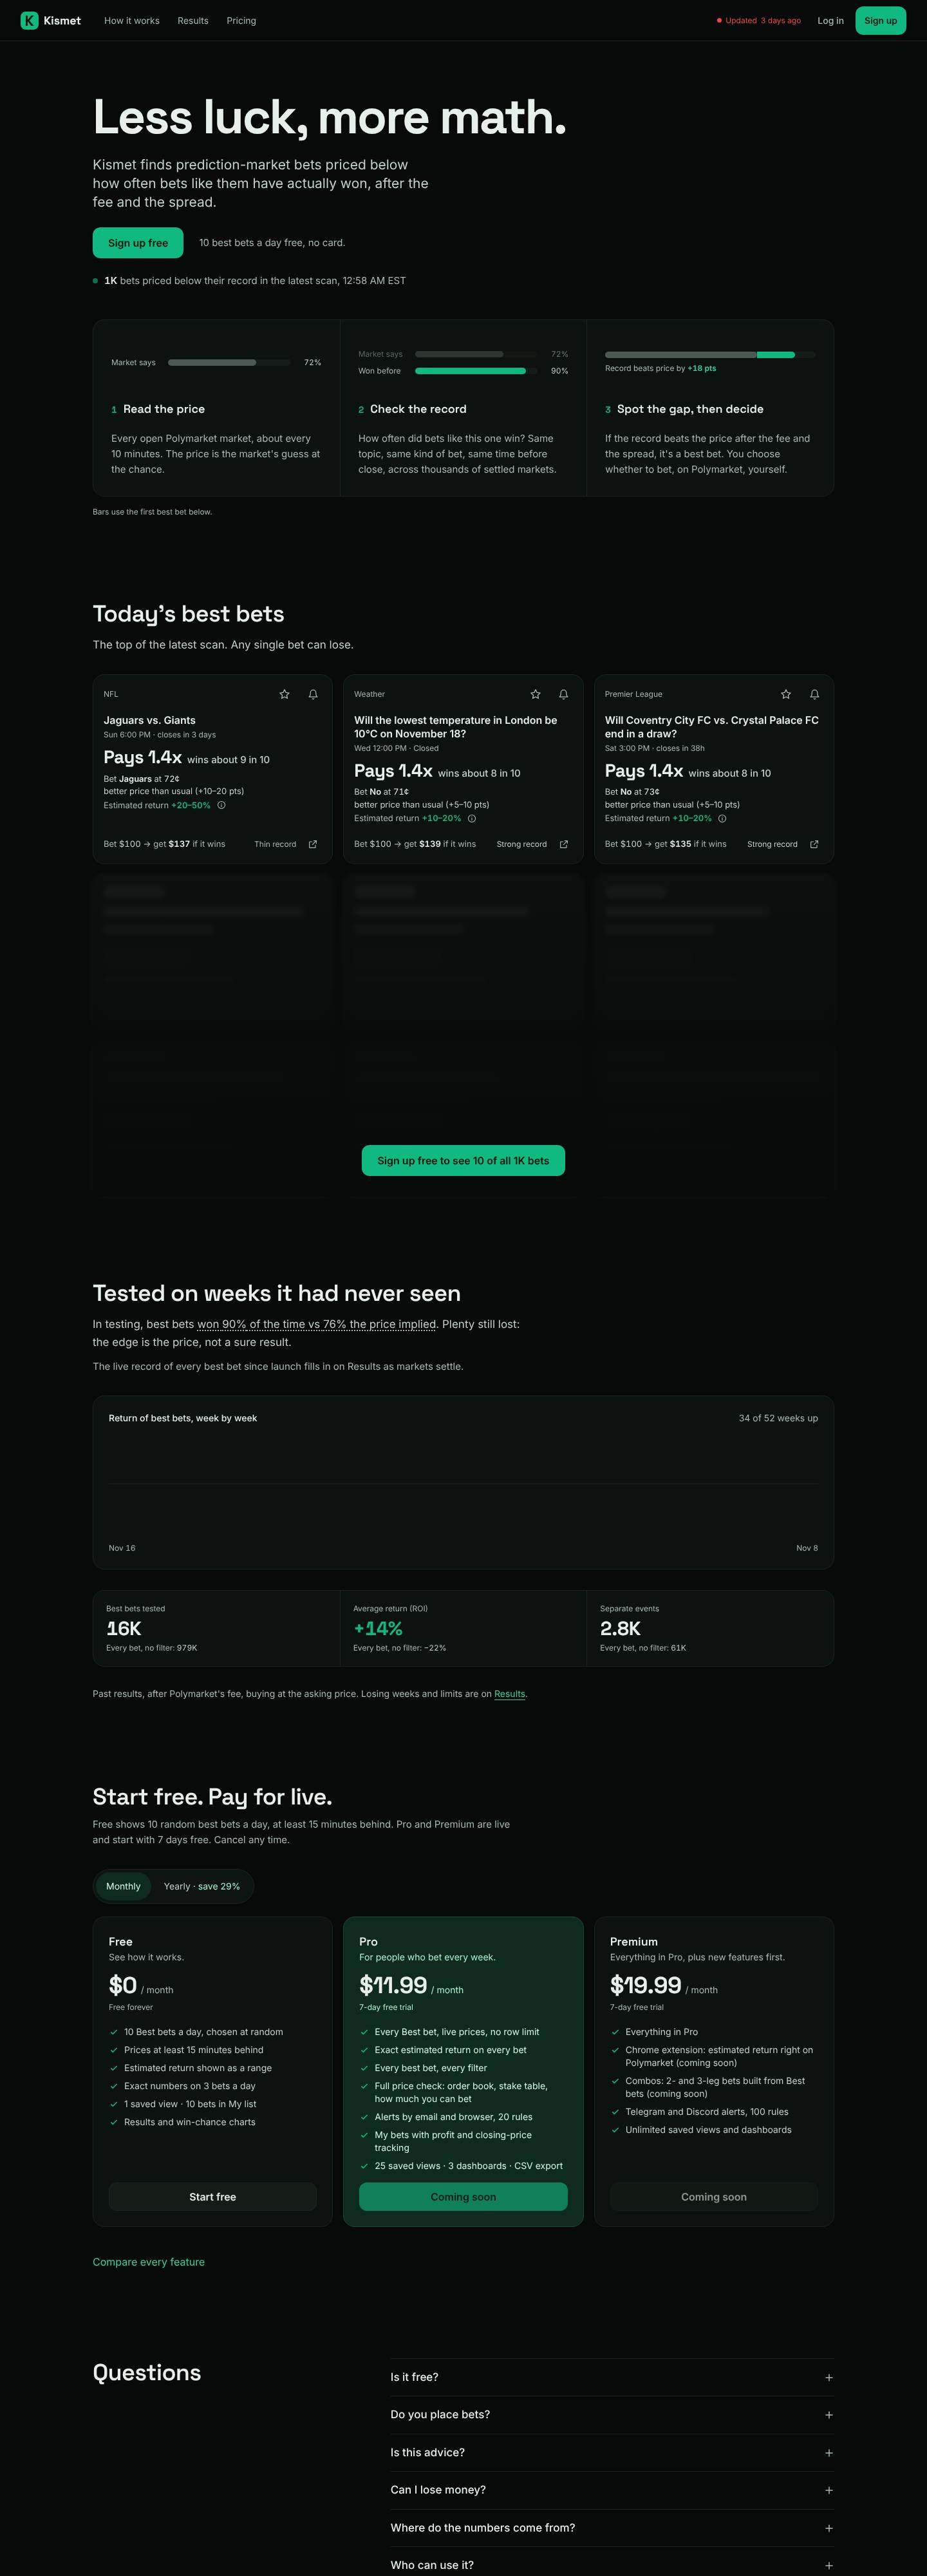 K Kismet
How it works
Results
Pricing
Updated 3 days ago
Log in
Sign up
Less luck, more math.
Kismet finds prediction-market bets priced below
how often bets like them have actually won, after the
fee and the spread.
Sign up free
10 best bets a day free, no card.
1K bets priced below their record in the latest scan, 12:58 AM EST
Market says 72%
1 Read the price
Every open Polymarket market, about every
10 minutes. The price is the market's guess at
the chance.
Market says 72%
Won before 90%
2 Check the record
How often did bets like this one win? Same
topic, same kind of bet, same time before
close, across thousands of settled markets.
Record beats price by +18 pts
3 Spot the gap, then decide
If the record beats the price after the fee and
the spread, it's a best bet. You choose
whether to bet, on Polymarket, yourself.
Bars use the first best bet below.
Today's best bets
The top of the latest scan. Any single bet can lose.
NFL
Jaguars vs. Giants
Sun 6:00 PM · closes in 3 days
Pays 1.4x wins about 9 in 10
Bet Jaguars at 72¢
better price than usual (+10–20 pts)
Estimated return +20–50%
Bet $100 → get $137 if it wins
Thin record
Weather
Will the lowest temperature in London be
10°C on November 18?
Wed 12:00 PM · Closed
Pays 1.4x wins about 8 in 10
Bet No at 71¢
better price than usual (+5–10 pts)
Estimated return +10–20%
Bet $100 → get $139 if it wins
Strong record
Premier League
Will Coventry City FC vs. Crystal Palace FC
end in a draw?
Sat 3:00 PM · closes in 38h
Pays 1.4x wins about 8 in 10
Bet No at 73¢
better price than usual (+5–10 pts)
Estimated return +10–20%
Bet $100 → get $135 if it wins
Strong record
Sign up free to see 10 of all 1K bets
Tested on weeks it had never seen
In testing, best bets won 90% of the time vs 76% the price implied. Plenty still lost:
the edge is the price, not a sure result.
The live record of every best bet since launch fills in on Results as markets settle.
Return of best bets, week by week
34 of 52 weeks up
Nov 16
Nov 8
Best bets tested
16K
Every bet, no filter: 979K
Average return (ROI)
+14%
Every bet, no filter: −22%
Separate events
2.8K
Every bet, no filter: 61K
Past results, after Polymarket's fee, buying at the asking price. Losing weeks and limits are on Results.
Start free. Pay for live.
Free shows 10 random best bets a day, at least 15 minutes behind. Pro and Premium are live
and start with 7 days free. Cancel any time.
Monthly
Yearly · save 29%
Free
See how it works.
$0 / month
Free forever
10 Best bets a day, chosen at random
Prices at least 15 minutes behind
Estimated return shown as a range
Exact numbers on 3 bets a day
1 saved view · 10 bets in My list
Results and win-chance charts
Start free
Pro
For people who bet every week.
$11.99 / month
7-day free trial
Every Best bet, live prices, no row limit
Exact estimated return on every bet
Every best bet, every filter
Full price check: order book, stake table,
how much you can bet
Alerts by email and browser, 20 rules
My bets with profit and closing-price
tracking
25 saved views · 3 dashboards · CSV export
Coming soon
Premium
Everything in Pro, plus new features first.
$19.99 / month
7-day free trial
Everything in Pro
Chrome extension: estimated return right on
Polymarket (coming soon)
Combos: 2- and 3-leg bets built from Best
bets (coming soon)
Telegram and Discord alerts, 100 rules
Unlimited saved views and dashboards
Coming soon
Compare every feature
Questions
Is it free?
Do you place bets?
Is this advice?
Can I lose money?
Where do the numbers come from?
Who can use it?